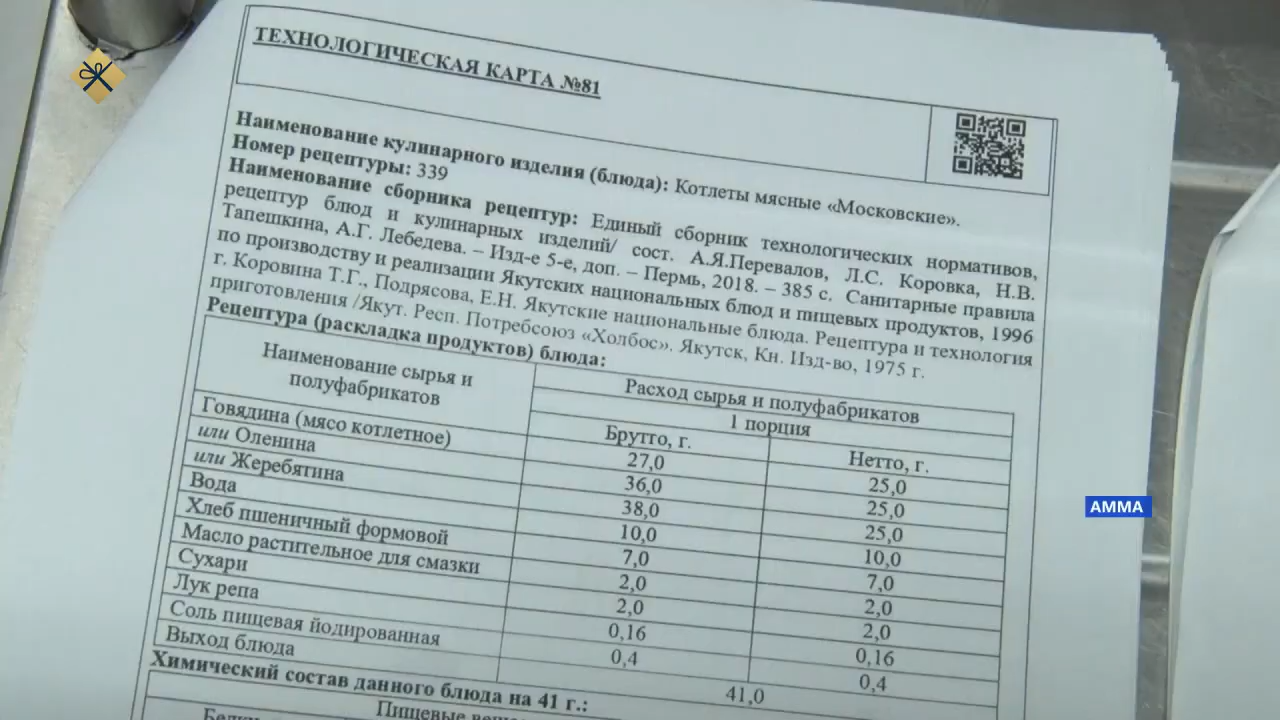 ТЕХНОЛОГИЧЕСКАЯ КАРТА №81
Наименование кулинарного изделия (блюда): Котлеты мясные «Московские».
Номер рецептуры: 339
Наименование сборника рецептур: Единый сборник технологических нормативов,
рецептур блюд и кулинарных изделий/ сост. А.Я.Перевалов, Л.С. Коровка, Н.В.
Тапешкина, А.Г. Лебедева. – Изд-е 5-е, доп. – Пермь, 2018. – 385 с. Санитарные правила
по производству и реализации Якутских национальных блюд и пищевых продуктов, 1996
г. Коровина Т.Г., Подрясова, Е.Н. Якутские национальные блюда. Рецептура и технология
приготовления /Якут. Респ. Потребсоюз «Холбос». Якутск, Кн. Изд-во, 1975 г.
Рецептура (раскладка продуктов) блюда:
Наименование сырья и
полуфабрикатов
Расход сырья и полуфабрикатов
1 порция
Брутто, г. Нетто, г.
Говядина (мясо котлетное) 27,0 25,0
или Оленина 36,0 25,0
или Жеребятина 38,0 25,0
Вода 10,0 10,0
Хлеб пшеничный формовой 7,0 7,0
Масло растительное для смазки 2,0 2,0
Сухари 2,0 2,0
Лук репа 0,16 0,16
Соль пищевая йодированная 0,4 0,4
Выход блюда 41,0
Химический состав данного блюда на 41 г.:
Пищевые
АММА